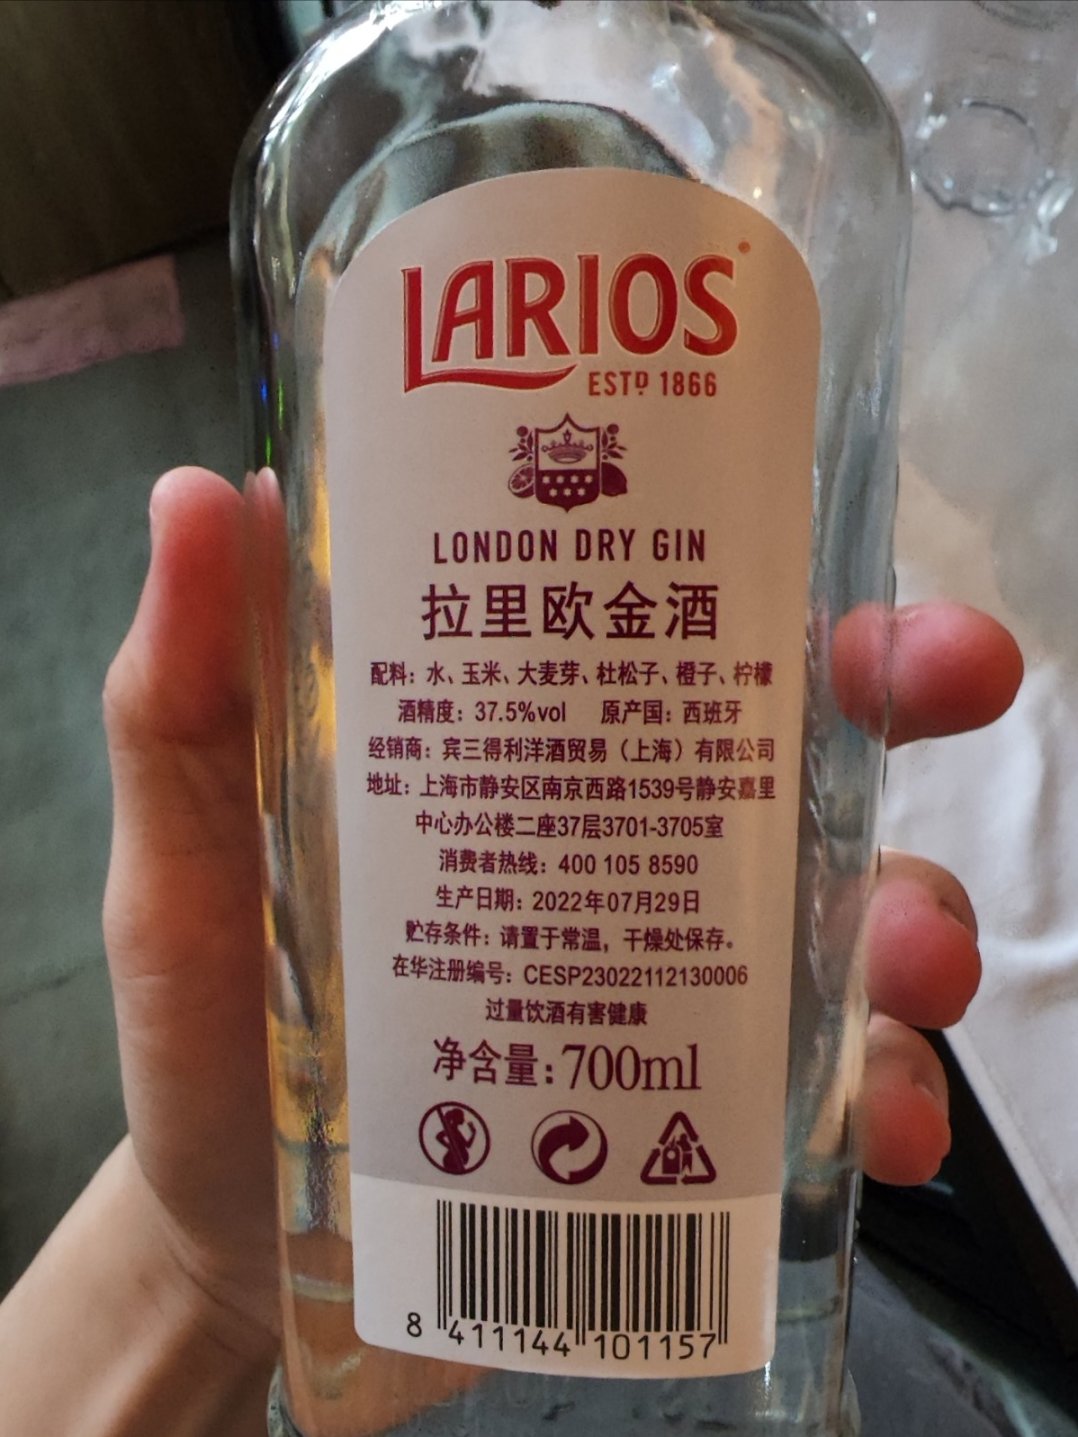 LARIOS
ESTD 1866
LONDON DRY GIN
拉里欧金酒
配料：水、玉米、大麦芽、杜松子、橙子、柠檬
酒精度：37.5%vol 原产国：西班牙
经销商：宾三得利洋酒贸易（上海）有限公司
地址：上海市静安区南京西路1539号静安嘉里
中心办公楼二座37层3701-3705室
消费者热线：400 105 8590
生产日期：2022年07月29日
贮存条件：请置于常温，干燥处保存。
在华注册编号：CESP23022112130006
过量饮酒有害健康
净含量：700ml
8 411144 101157